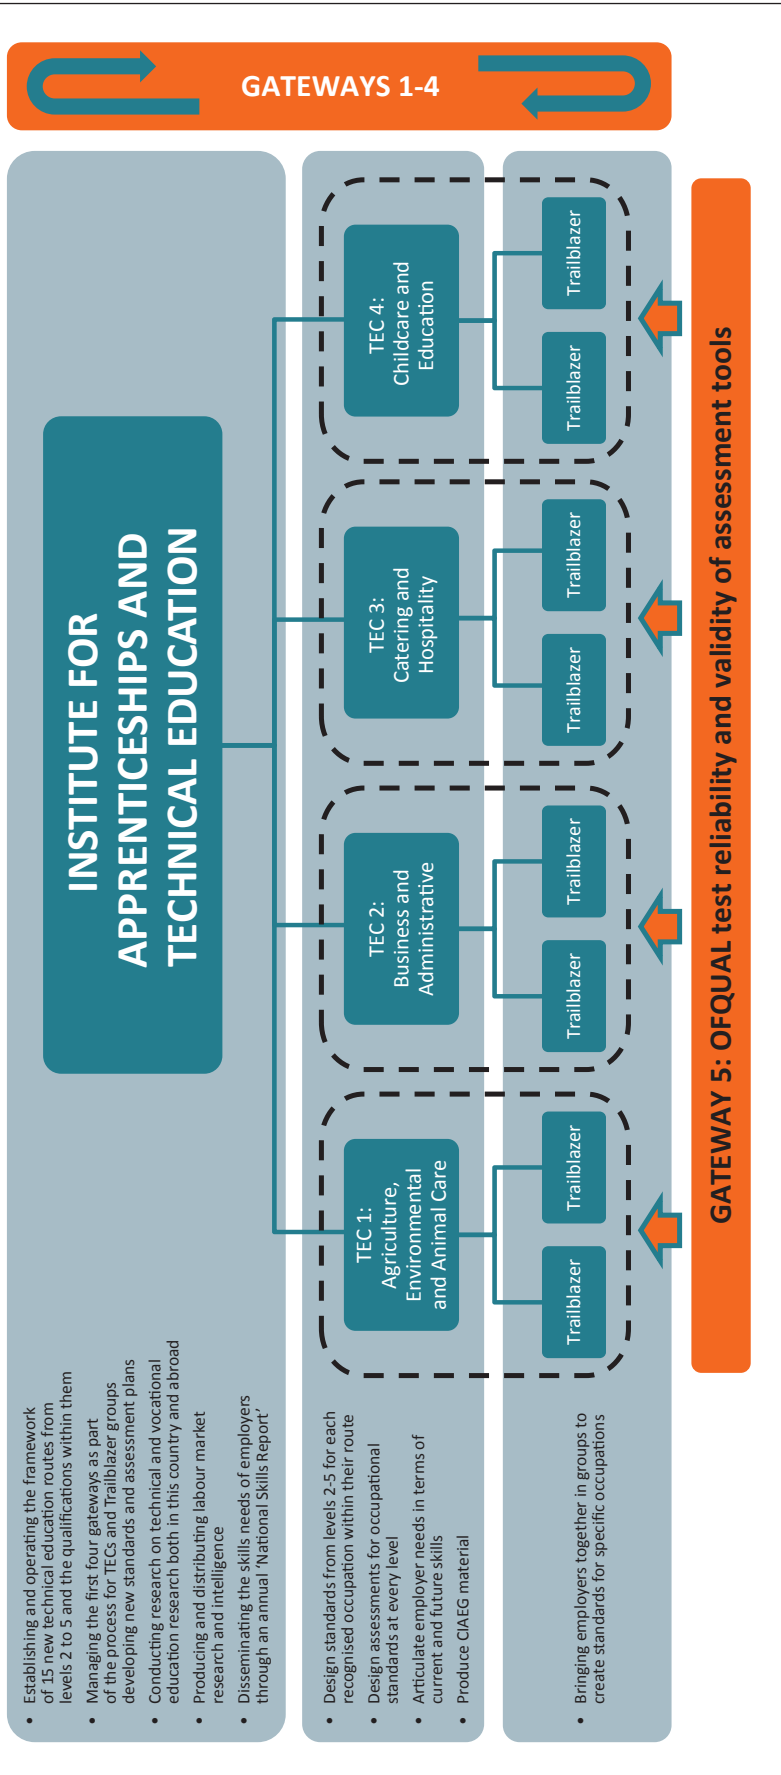 GATEWAYS 1-4
INSTITUTE FOR
APPRENTICESHIPS AND
TECHNICAL EDUCATION
• Establishing and operating the framework
of 15 new technical education routes from
levels 2 to 5 and the qualifications within them
• Managing the first four gateways as part
of the process for TECs and Trailblazer groups
developing new standards and assessment plans
• Conducting research on technical and vocational
education research both in this country and abroad
• Producing and distributing labour market
research and intelligence
• Disseminating the skills needs of employers
through an annual ‘National Skills Report’
• Design standards from levels 2-5 for each
recognised occupation within their route
• Design assessments for occupational
standards at every level
• Articulate employer needs in terms of
current and future skills
• Produce CIAEG material
TEC 1:
Agriculture,
Environmental
and Animal Care
TEC 2:
Business and
Administrative
TEC 3:
Catering and
Hospitality
TEC 4:
Childcare and
Education
• Bringing employers together in groups to
create standards for specific occupations
Trailblazer
Trailblazer
Trailblazer
Trailblazer
Trailblazer
Trailblazer
Trailblazer
Trailblazer
GATEWAY 5: OFQUAL test reliability and validity of assessment tools